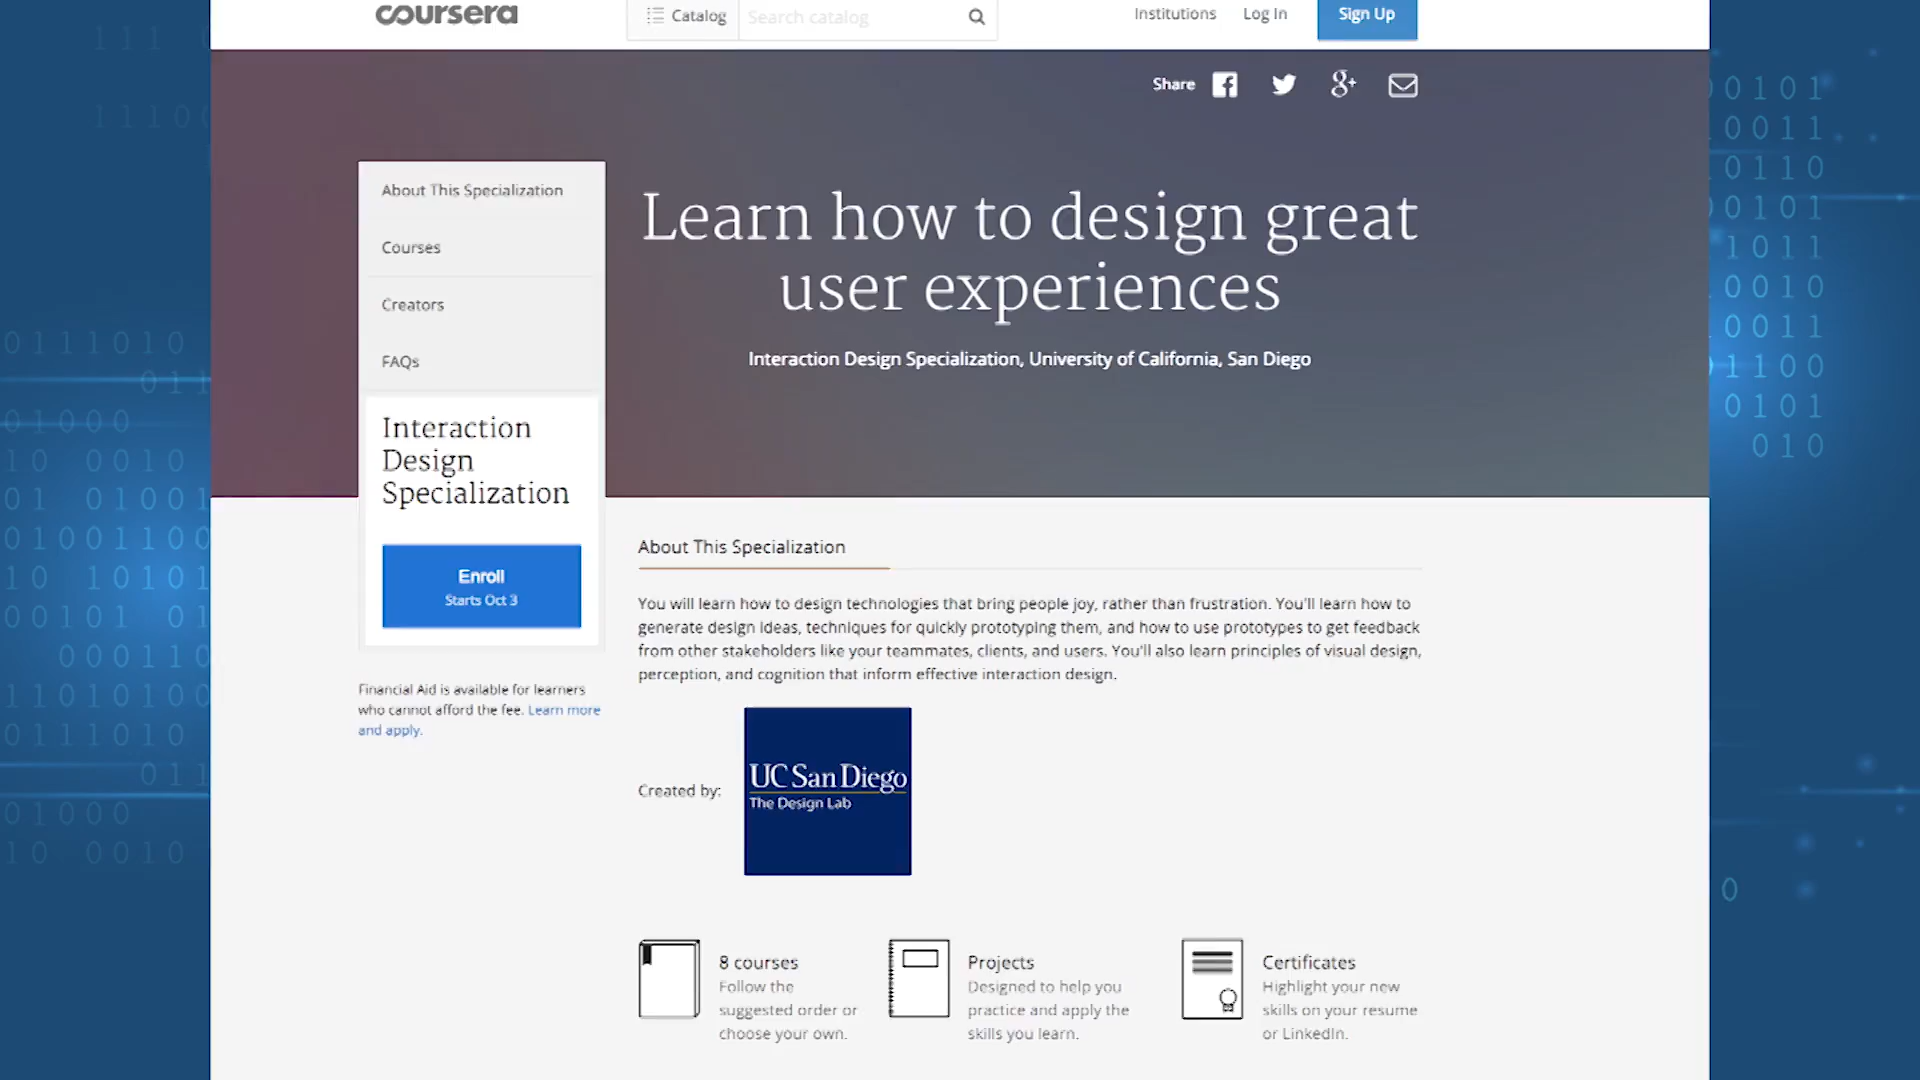 coursera
Catalog
Search catalog
Institutions
Log In
Sign Up
Share
Learn how to design great
user experiences
Interaction Design Specialization, University of California, San Diego
About This Specialization
Courses
Creators
FAQs
Interaction
Design
Specialization
Enroll
Starts Oct 3
Financial Aid is available for learners
who cannot afford the fee. Learn more
and apply.
About This Specialization
You will learn how to design technologies that bring people joy, rather than frustration. You'll learn how to
generate design ideas, techniques for quickly prototyping them, and how to use prototypes to get feedback
from other stakeholders like your teammates, clients, and users. You'll also learn principles of visual design,
perception, and cognition that inform effective interaction design.
Created by:
UC San Diego
The Design Lab
8 courses
Follow the
suggested order or
choose your own.
Projects
Designed to help you
practice and apply the
skills you learn.
Certificates
Highlight your new
skills on your resume
or LinkedIn.